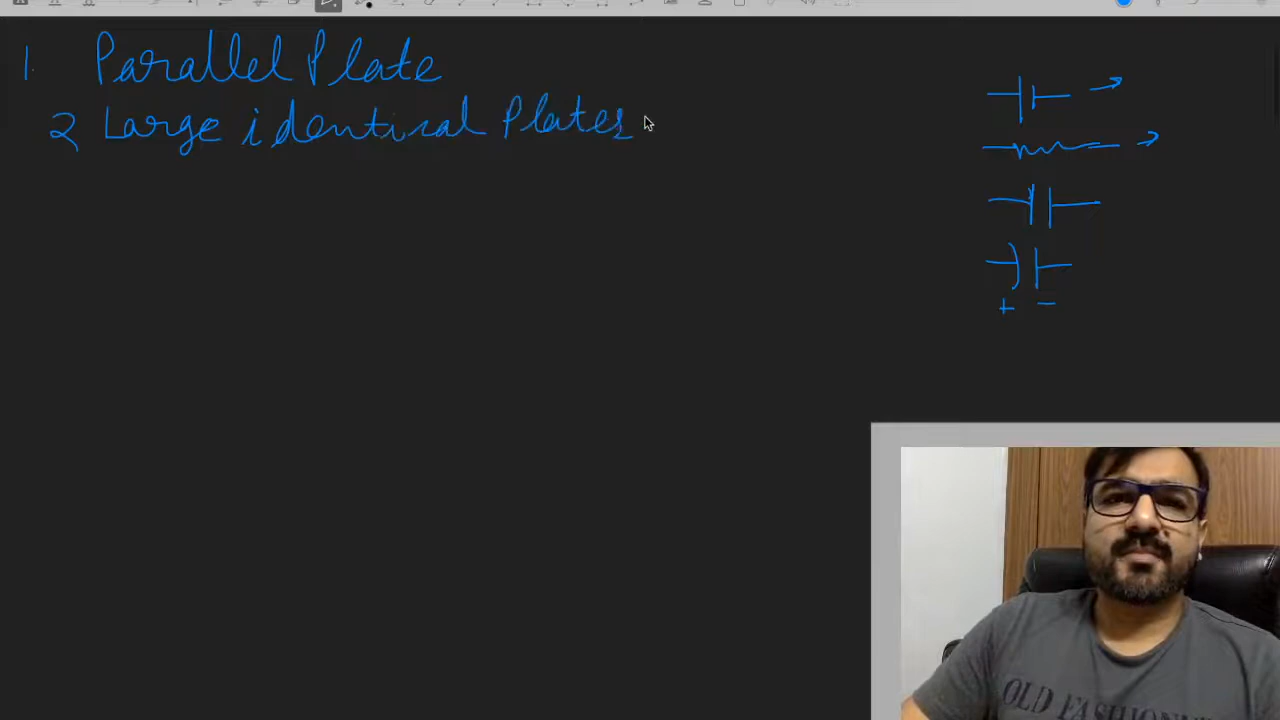 1. Parallel Plate
2 Large identical Plates
+ -
OLD FASHION